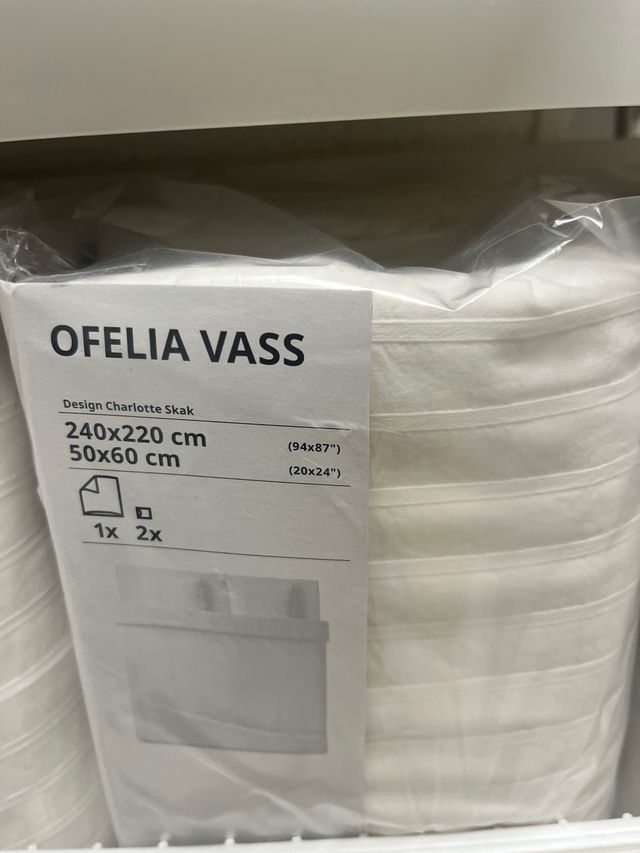 OFELIA VASS
Design Charlotte Skak
240x220 cm (94x87")
50x60 cm (20x24")
1x 2x